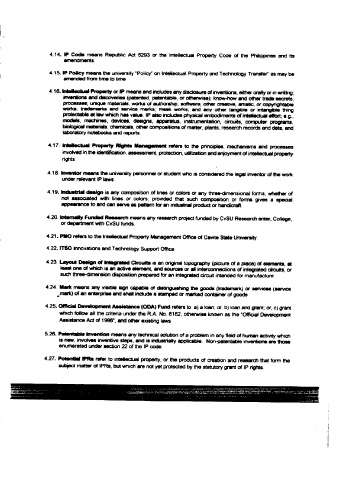 4.14. IP Code means Republic Act 8293 or the Intellectual Property Code of the Philippines and its
amendments
4.15. IP Policy means the university "Policy" on Intellectual Property and Technology Transfer" as may be
amended from time to time
4.16. Intellectual Property or IP means and includes any disclosure of inventions, either orally or in writing;
inventions and discoveries (patented, patentable, or otherwise); know-how and other trade secrets;
processes; unique materials, works of authorship; software, other creative, artistic, or copyrightable
works; trademarks and service marks; mask works; and any other tangible or intangible thing
protectable at law which has value. IP also includes physical embodiments of intellectual effort; e.g.,
models, machines, devices, designs, apparatus, instrumentation, circuits, computer programs,
biological materials, chemicals, other compositions of matter, plants, research records and data, and
laboratory notebooks and reports
4.17. Intellectual Property Rights Management refers to the principles, mechanisms and processes
involved in the identification, assessment, protection, utilization and enjoyment of intellectual property
rights
4.18. Inventor means the university personnel or student who is considered the legal inventor of the work
under relevant IP laws
4.19. Industrial design is any composition of lines or colors or any three-dimensional forms, whether of
not associated with lines or colors; provided that such composition or forms gives a special
appearance to and can serve as pattern for an industrial product or handicraft
4.20. Internally Funded Research means any research project funded by CvSU Research enter, College,
or department with CvSU funds.
4.21. PMO refers to the Intellectual Property Management Office of Cavite State University
4.22. ITSO Innovations and Technology Support Office
4.23. Layout Design of Integrated Circuits is an original topography (picture of a place) of elements, at
least one of which is an active element, and sources or all interconnections of integrated circuits, or
such three-dimension disposition prepared for an integrated circuit intended for manufacture
4.24. Mark means any visible sign capable of distinguishing the goods (trademark) or services (service
mark) of an enterprise and shall include a stamped or marked container of goods
4.25. Official Development Assistance (ODA) Fund refers to a) a loan; or, b) loan and grant; or, c) grant
which follow all the criteria under the R.A. No. 8182, otherwise known as the "Official Development
Assistance Act of 1996", and other existing laws
5.26. Patentable Invention means any technical solution of a problem in any field of human activity which
is new, involves inventive steps, and is industrially applicable. Non-patentable inventions are those
enumerated under section 22 of the IP code.
4.27. Potential IPRs refer to intellectual property, or the products of creation and research that form the
subject matter of IPRs, but which are not yet protected by the statutory grant of IP rights.